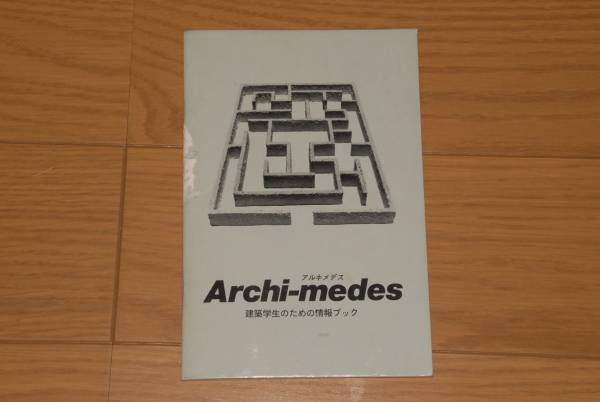 アルキメデス
Archi-medes
建築学生のための情報ブック